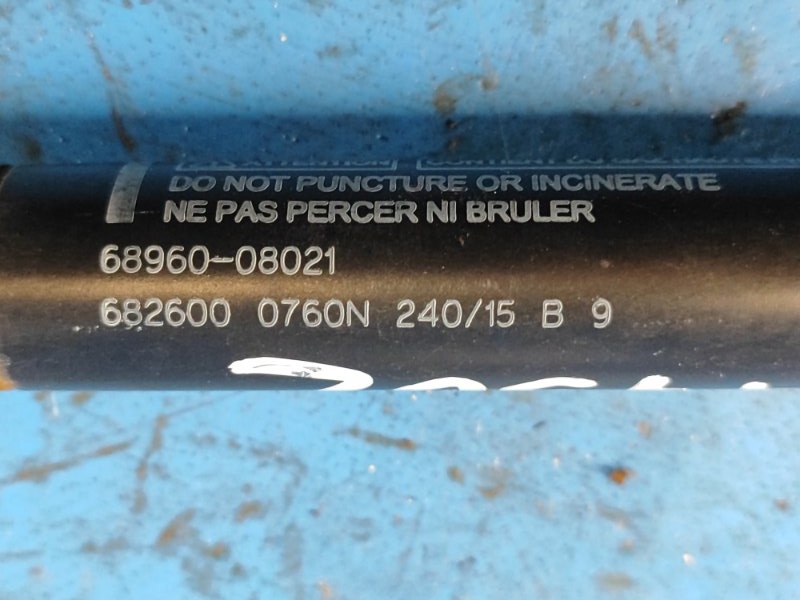 DO NOT PUNCTURE OR INCINERATE
NE PAS PERCER NI BRULER
68960-08021
682600 0760N 240/15 B 9